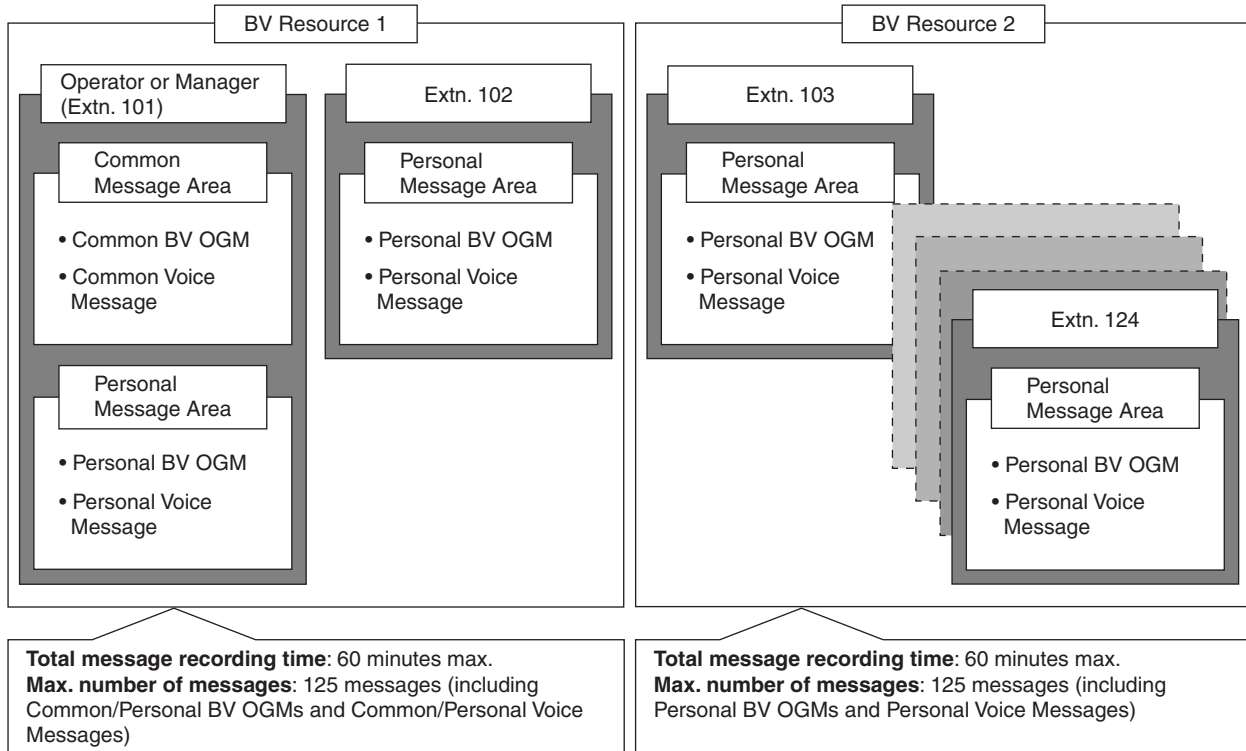 BV Resource 1
Operator or Manager
(Extn. 101)
Common
Message Area
• Common BV OGM
• Common Voice
Message
Personal
Message Area
• Personal BV OGM
• Personal Voice
Message
Extn. 102
Personal
Message Area
• Personal BV OGM
• Personal Voice
Message
Total message recording time: 60 minutes max.
Max. number of messages: 125 messages (including
Common/Personal BV OGMs and Common/Personal Voice
Messages)
BV Resource 2
Extn. 103
Personal
Message Area
• Personal BV OGM
• Personal Voice
Message
Extn. 124
Personal
Message Area
• Personal BV OGM
• Personal Voice
Message
Total message recording time: 60 minutes max.
Max. number of messages: 125 messages (including
Personal BV OGMs and Personal Voice Messages)